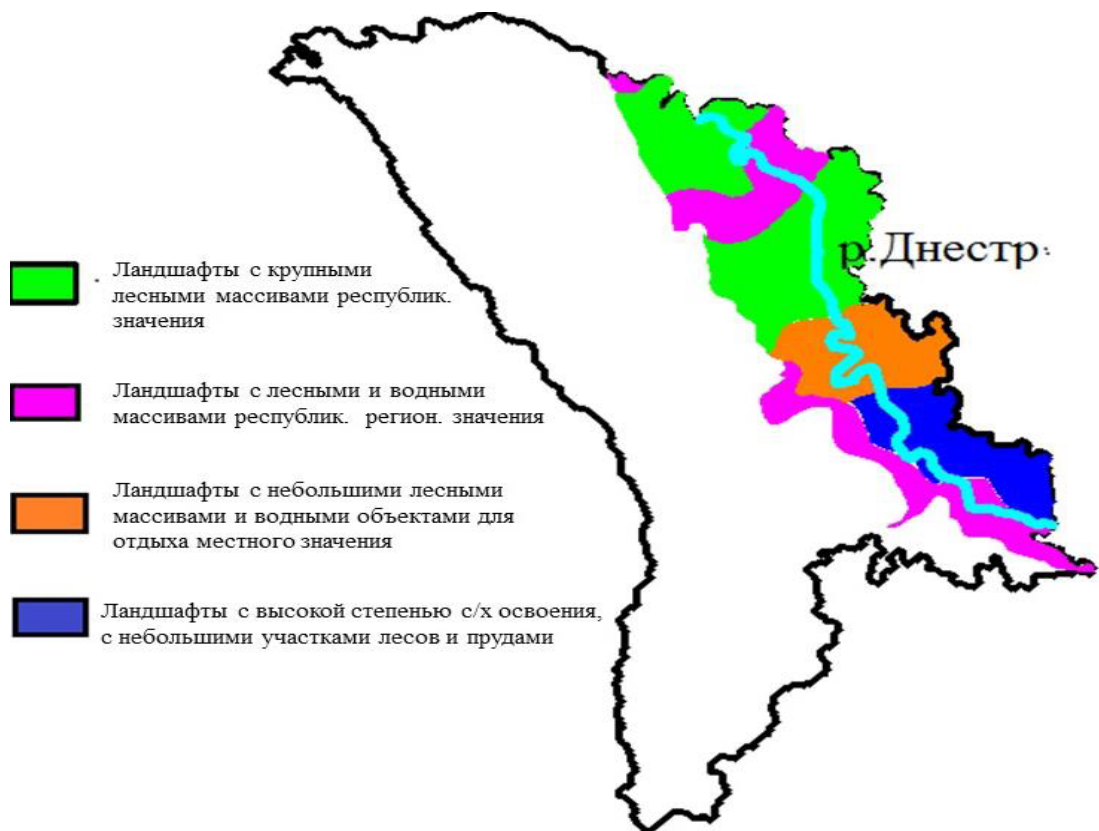 р.Днестр
Ландшафты с крупными
лесными массивами республик.
значения
Ландшафты с лесными и водными
массивами республик. регион. значения
Ландшафты с небольшими лесными
массивами и водными объектами для
отдыха местного значения
Ландшафты с высокой степенью с/х освоения,
с небольшими участками лесов и прудами